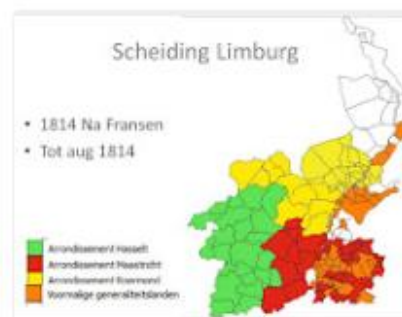 Scheiding Limburg
• 1814 Na Fransen
• Tot aug 1814
Arrondissement Hasselt
Arrondissement Maastricht
Arrondissement Roermond
Voormalige generaliteitslanden